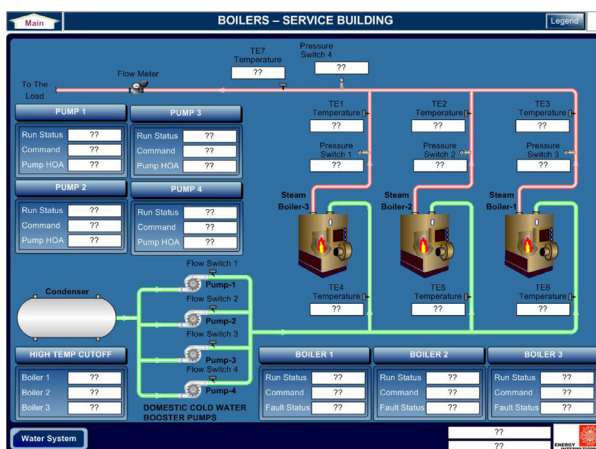 Main
BOILERS – SERVICE BUILDING
Legend
TE7
Temperature
??
Pressure
Switch 4
??
Flow Meter
To The
Load
PUMP 1
Run Status ??
Command ??
Pump HOA ??
PUMP 3
Run Status ??
Command ??
Pump HOA ??
PUMP 2
Run Status ??
Command ??
Pump HOA ??
PUMP 4
Run Status ??
Command ??
Pump HOA ??
TE1
Temperature
??
Pressure
Switch 1
??
TE2
Temperature
??
Pressure
Switch 2
??
TE3
Temperature
??
Pressure
Switch 3
??
Steam
Boiler-3
Steam
Boiler-2
Steam
Boiler-1
TE4
Temperature
??
TE5
Temperature
??
TE6
Temperature
??
Condenser
Flow Switch 1
Pump-1
Flow Switch 2
Pump-2
Flow Switch 3
Pump-3
Flow Switch 4
Pump-4
DOMESTIC COLD WATER
BOOSTER PUMPS
HIGH TEMP CUTOFF
Boiler 1 ??
Boiler 2 ??
Boiler 3 ??
BOILER 1
Run Status ??
Command ??
Fault Status ??
BOILER 2
Run Status ??
Command ??
Fault Status ??
BOILER 3
Run Status ??
Command ??
Fault Status ??
Water System
??
??
ENERGY